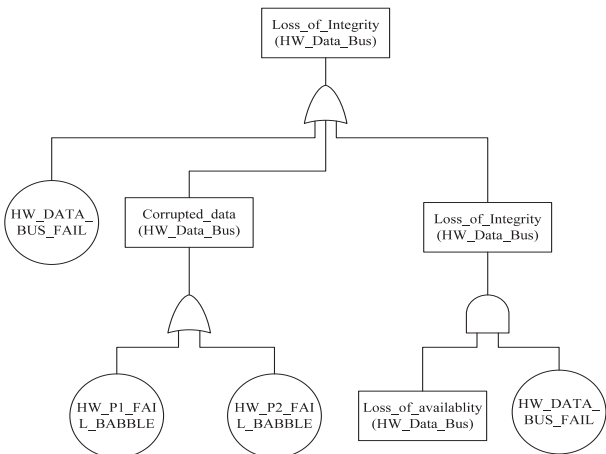 Loss_of_Integrity
(HW_Data_Bus)
HW_DATA_
BUS_FAIL
Corrupted_data
(HW_Data_Bus)
Loss_of_Integrity
(HW_Data_Bus)
HW_P1_FAI
L_BABBLE
HW_P2_FAI
L_BABBLE
Loss_of_availablity
(HW_Data_Bus)
HW_DATA_
BUS_FAIL